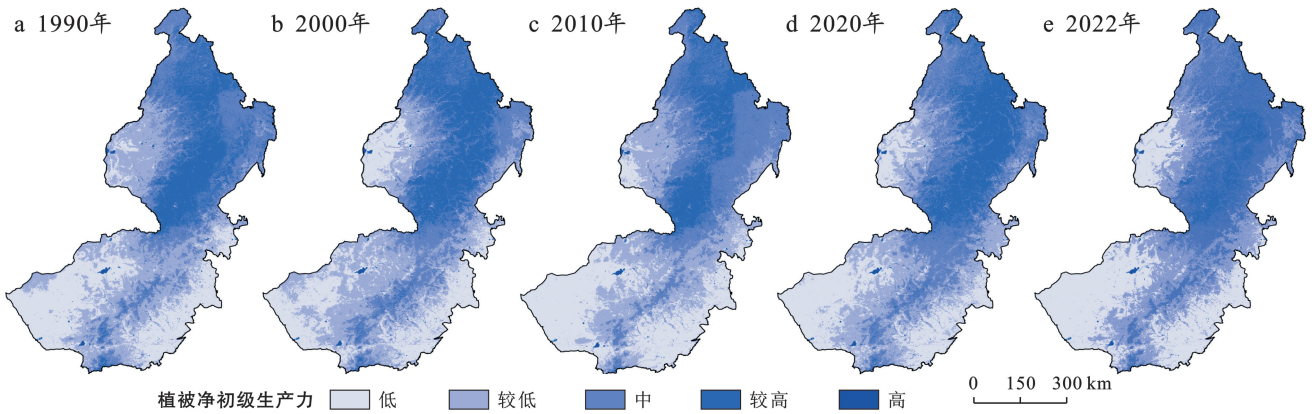 a 1990年 b 2000年 c 2010年 d 2020年 e 2022年
植被净初级生产力 低 较低 中 较高 高 0 150 300 km